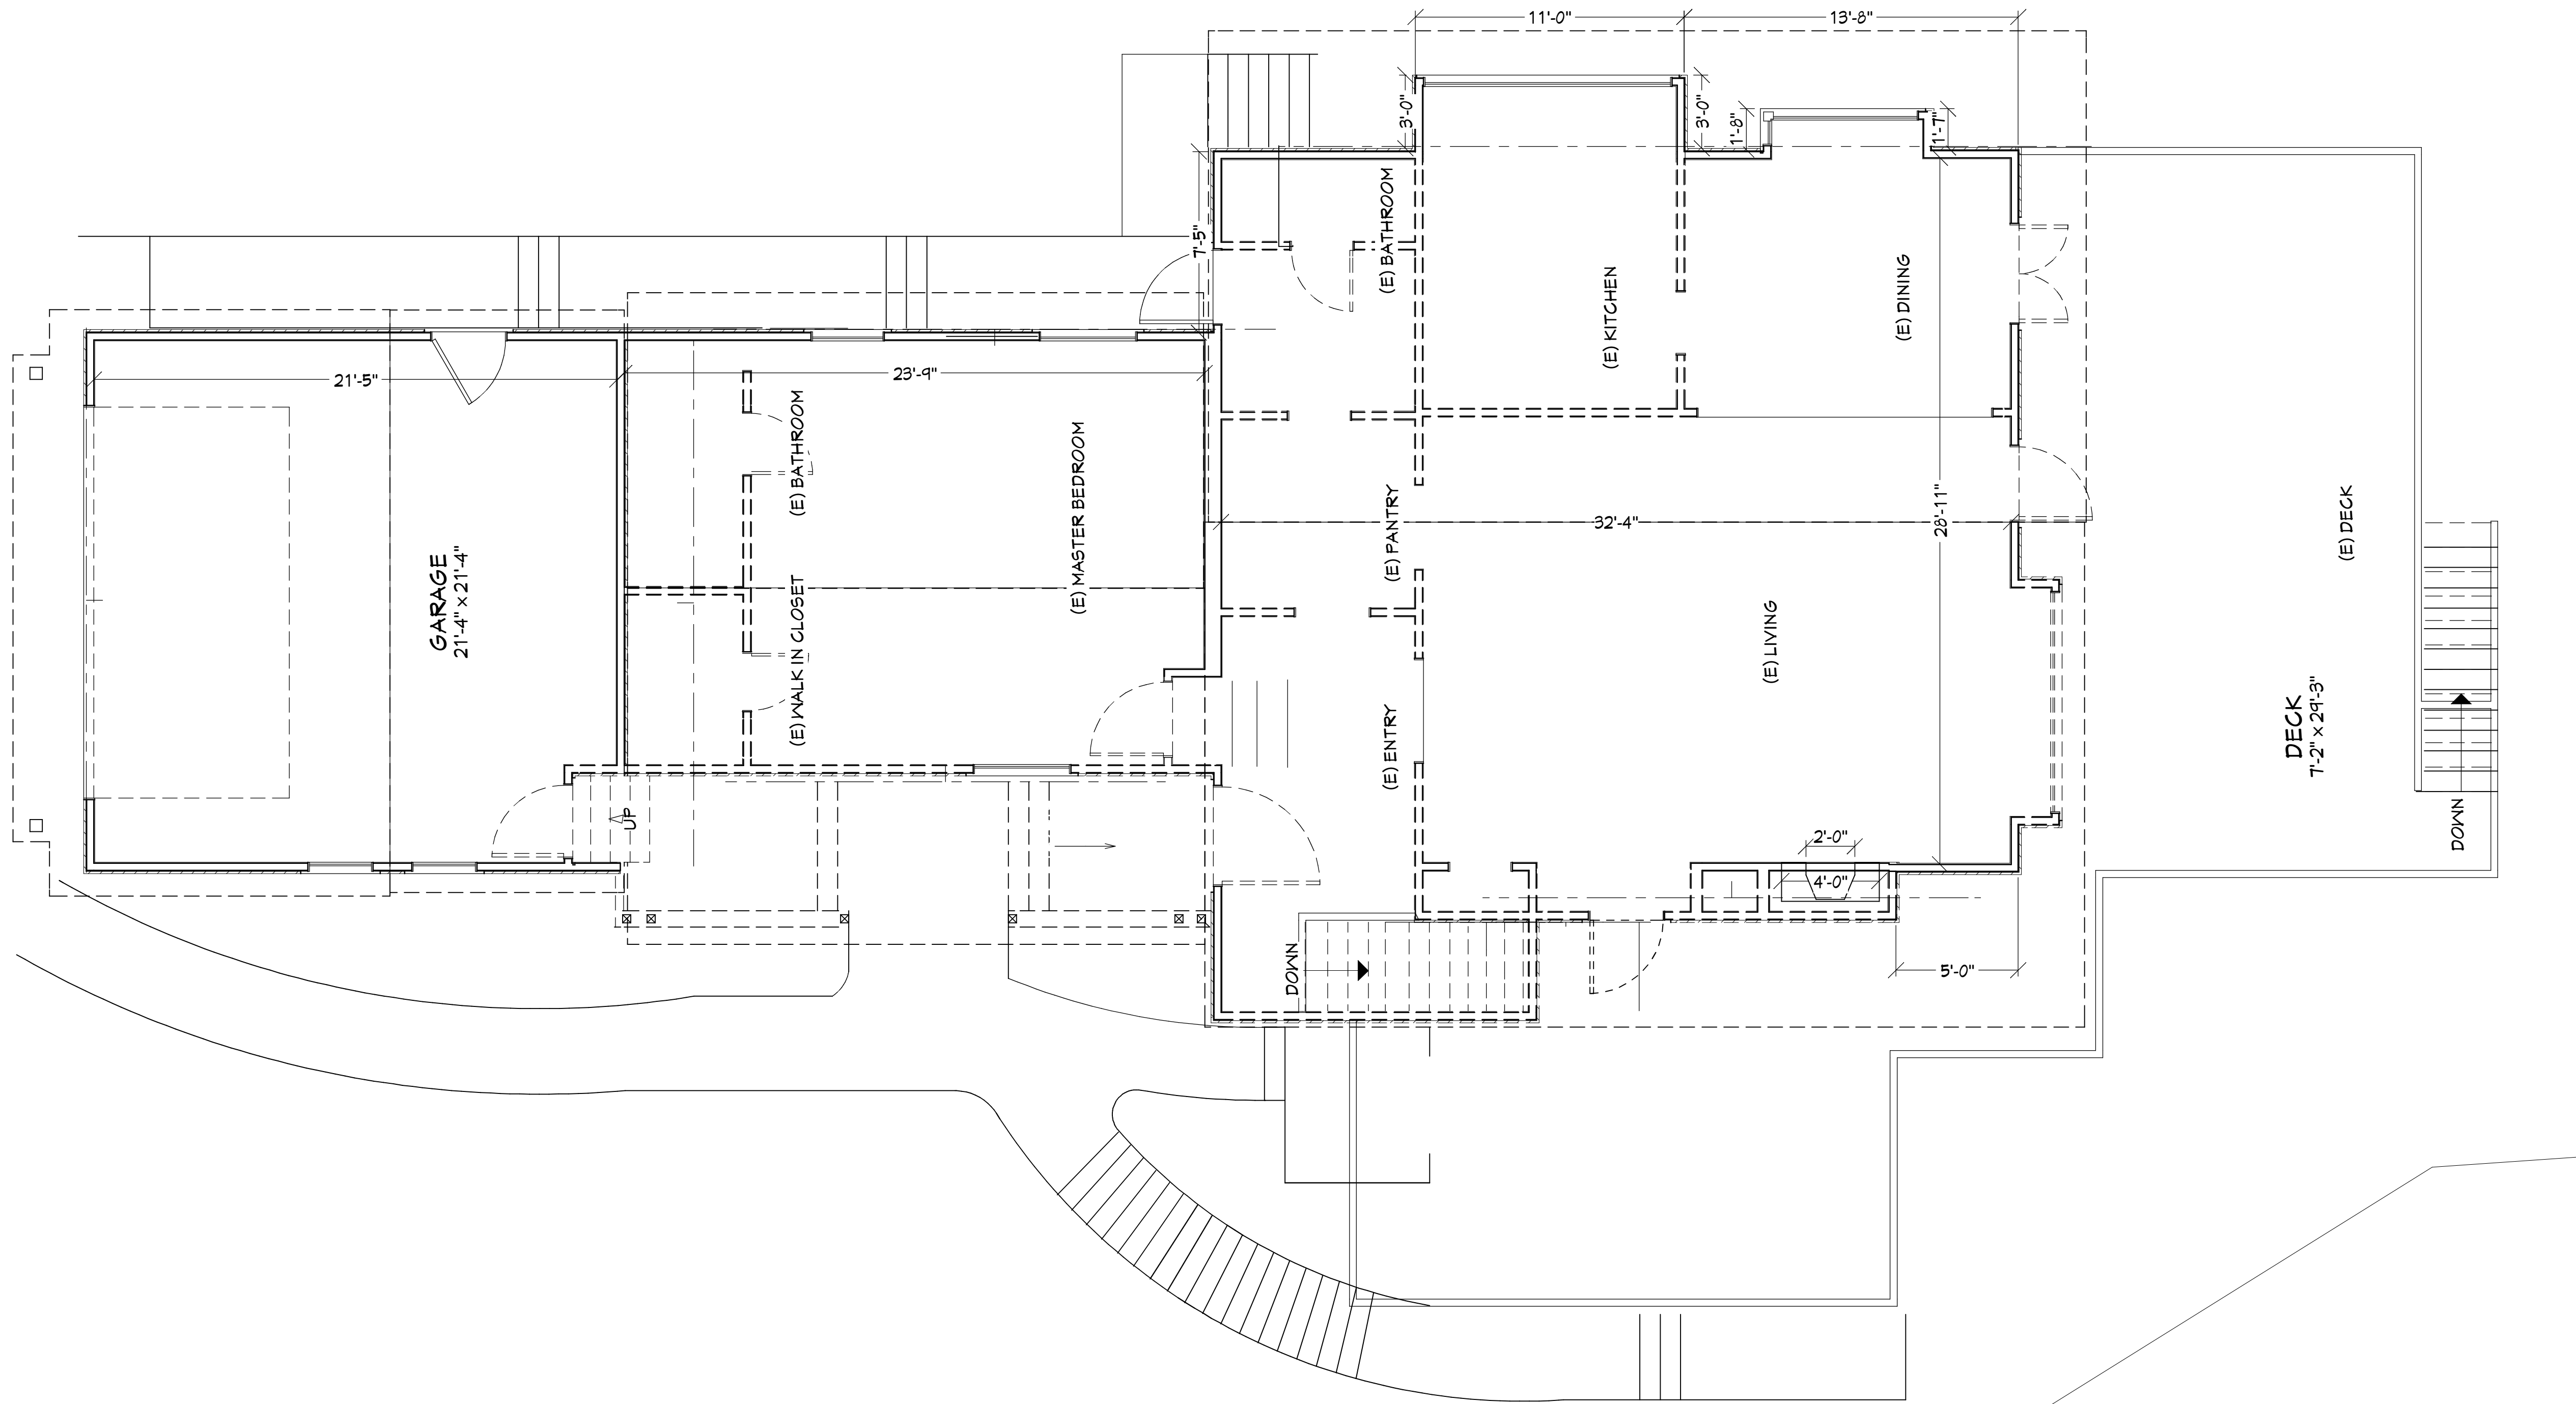 11'-0"
13'-8"
3'-0"
3'-0"
1'-8"
1'-7"
7'-5"
(E) BATHROOM
(E) KITCHEN
(E) DINING
21'-5"
23'-9"
(E) BATHROOM
(E) MASTER BEDROOM
(E) PANTRY
32'-4"
28'-11"
(E) DECK
GARAGE
21'-4" x 21'-4"
(E) WALK IN CLOSET
(E) LIVING
(E) ENTRY
DECK
7'-2" x 29'-3"
UP
DOWN
2'-0"
4'-0"
DOWN
5'-0"